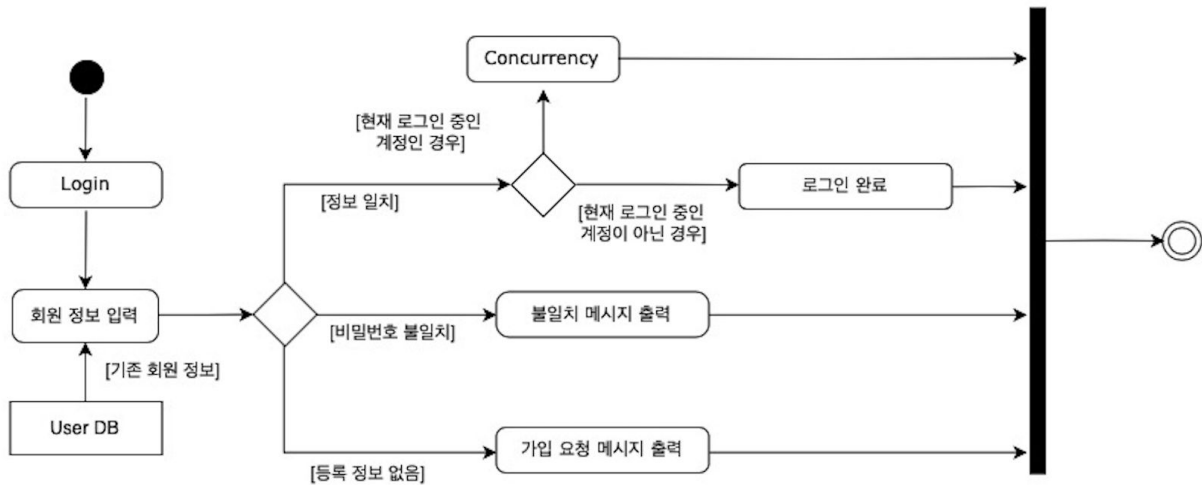 Concurrency
[현재 로그인 중인
계정인 경우]
Login
[정보 일치]
로그인 완료
[현재 로그인 중인
계정이 아닌 경우]
회원 정보 입력
불일치 메시지 출력
[비밀번호 불일치]
[기존 회원 정보]
User DB
가입 요청 메시지 출력
[등록 정보 없음]